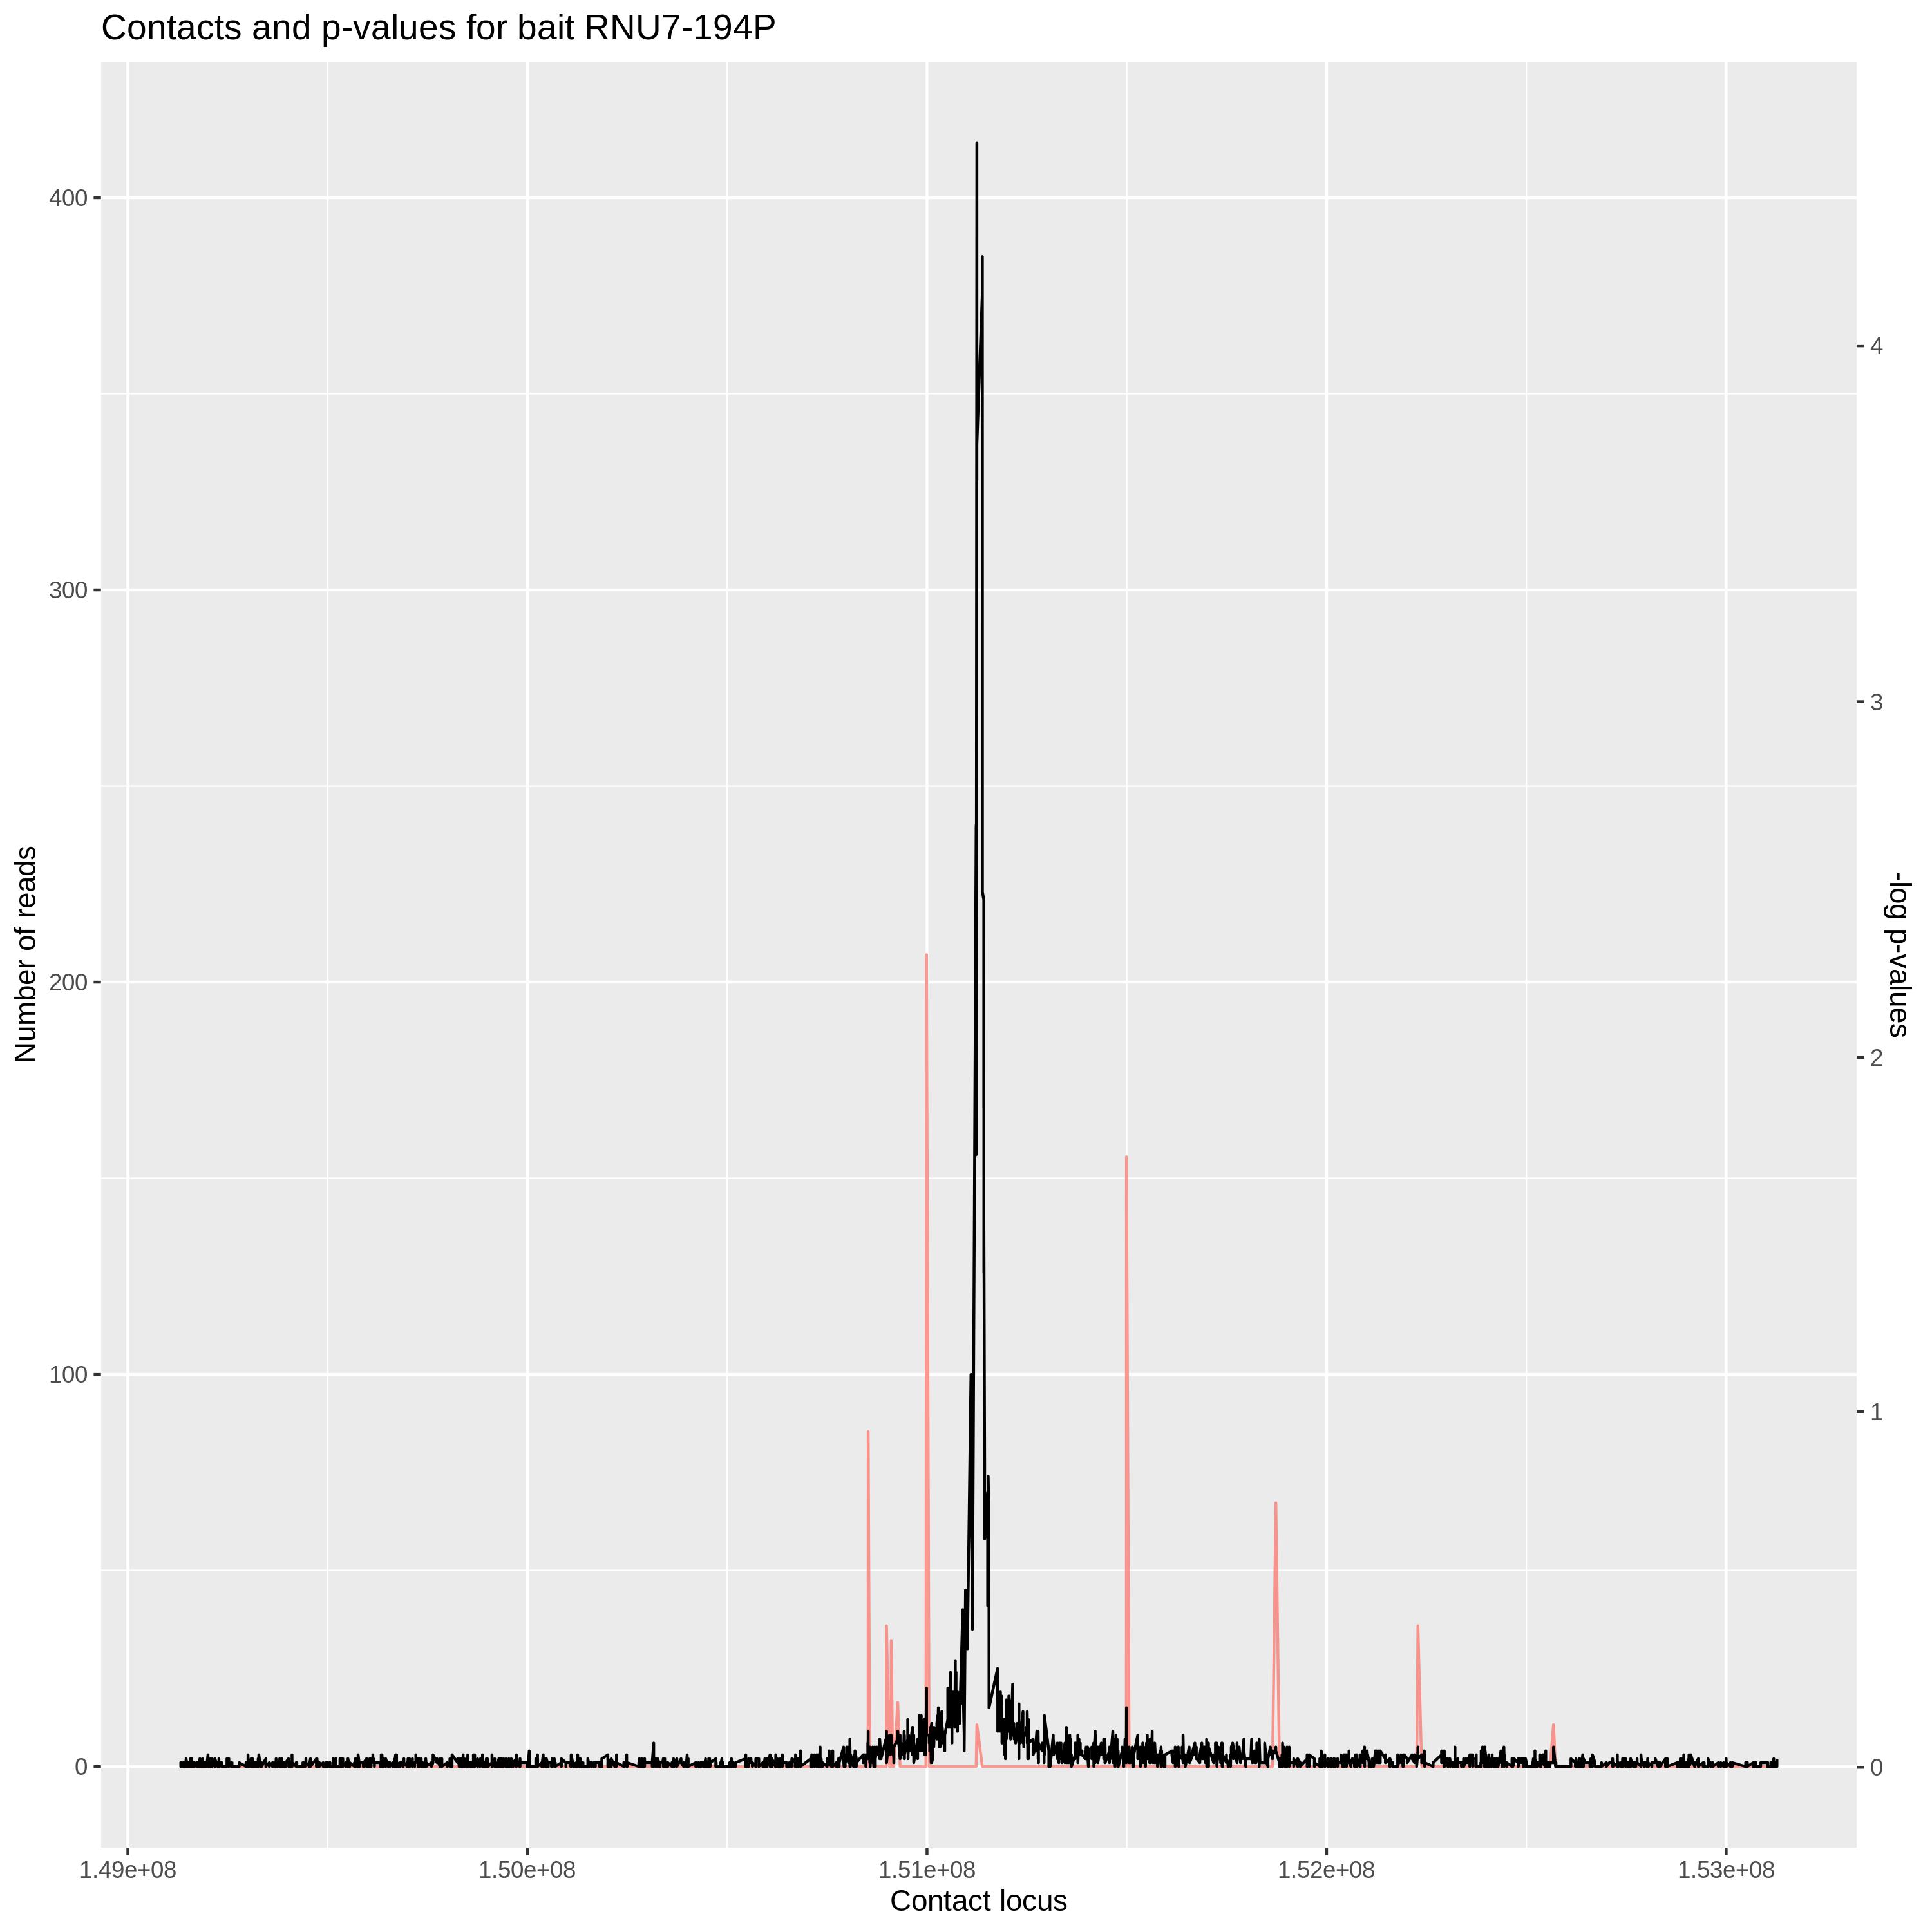 Contacts and p-values for bait RNU7-194P
400
300
200
100
0
Number of reads
4
3
2
1
0
-log p-values
1.49e+08
1.50e+08
1.51e+08
1.52e+08
1.53e+08
Contact locus